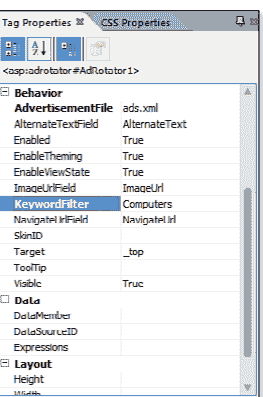 Tag Properties CSS Properties
<asp:adrotator#AdRotator1>
Behavior
AdvertisementFile ads.xml
AlternateTextField AlternateText
Enabled True
EnableTheming True
EnableViewState True
ImageUrlField ImageUrl
KeywordFilter Computers
NavigateUrlField NavigateUrl
SkinID
Target _top
ToolTip
Visible True
Data
DataMember
DataSourceID
Expressions
Layout
Height
Width